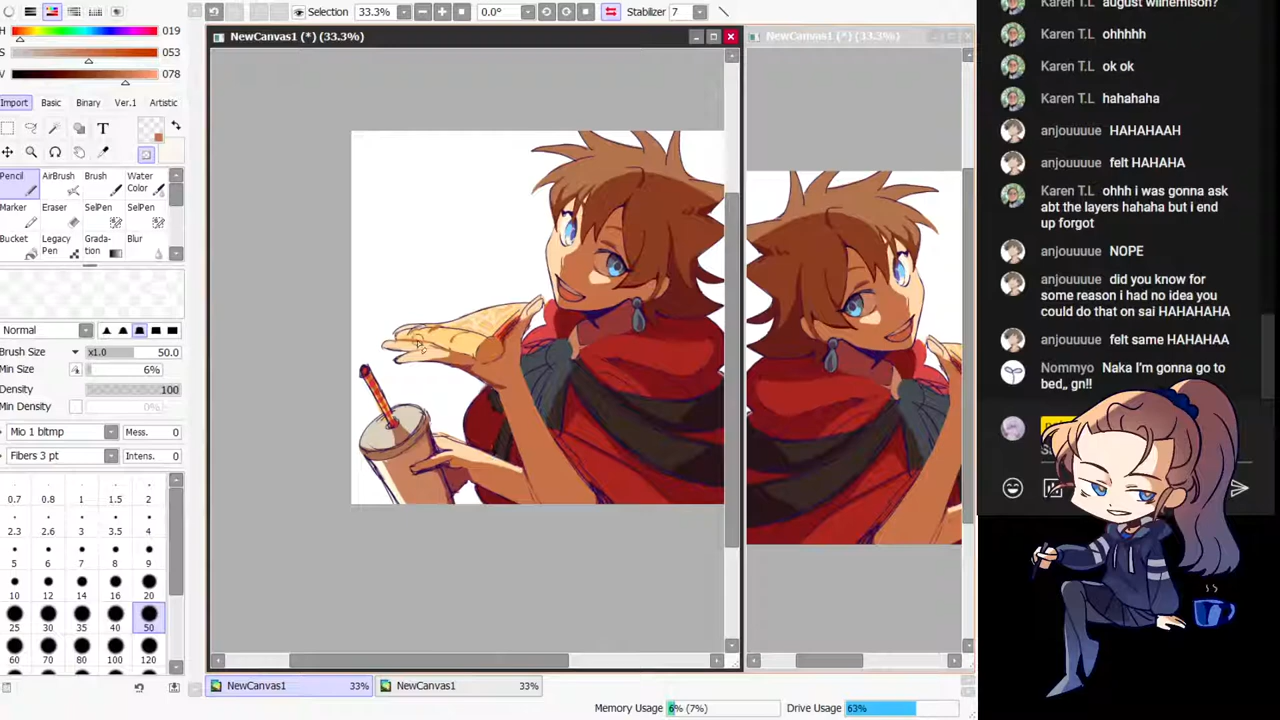 Selection 33.3% 0.0° Stabilizer 7
H 019
S 053
V 078
Import Basic Binary Ver.1 Artistic
T
Pencil AirBrush Brush Water Color
Marker Eraser SelPen SelPen
Bucket Legacy Pen Grada-tion Blur
Normal
Brush Size x1.0 50.0
Min Size 6%
Density 100
Min Density 0%
Mio 1 bltmp Mess. 0
Fibers 3 pt Intens. 0
0.7 0.8 1 1.5 2
2.3 2.6 3 3.5 4
5 6 7 8 9
10 12 14 16 20
25 30 35 40 50
60 70 80 100 120
NewCanvas1 (*) (33.3%)
NewCanvas1 (*) (33.3%)
NewCanvas1 33%
NewCanvas1 33%
Memory Usage 6% (7%)
Drive Usage 63%
Karen T.L august wilhemison?
Karen T.L ohhhhh
Karen T.L ok ok
Karen T.L hahahaha
anjouuuue HAHAHAAH
anjouuuue felt HAHAHA
Karen T.L ohhh i was gonna ask
abt the layers hahaha but i end
up forgot
anjouuuue NOPE
anjouuuue did you know for
some reason i had no idea you
could do that on sai HAHAHAHA
anjouuuue felt same HAHAHAA
Nommyo Naka I'm gonna go to
bed,, gn!!